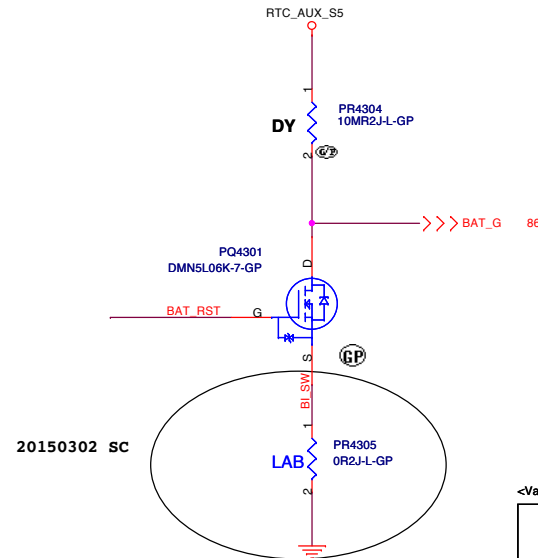 RTC_AUX_S5
1
PR4304
10MR2J-L-GP
DY
2
G/P
BAT_G 86
D
PQ4301
DMN5L06K-7-GP
BAT_RST
G
S
GP
BI_SW
1
20150302 SC
LAB
PR4305
0R2J-L-GP
2
<Va